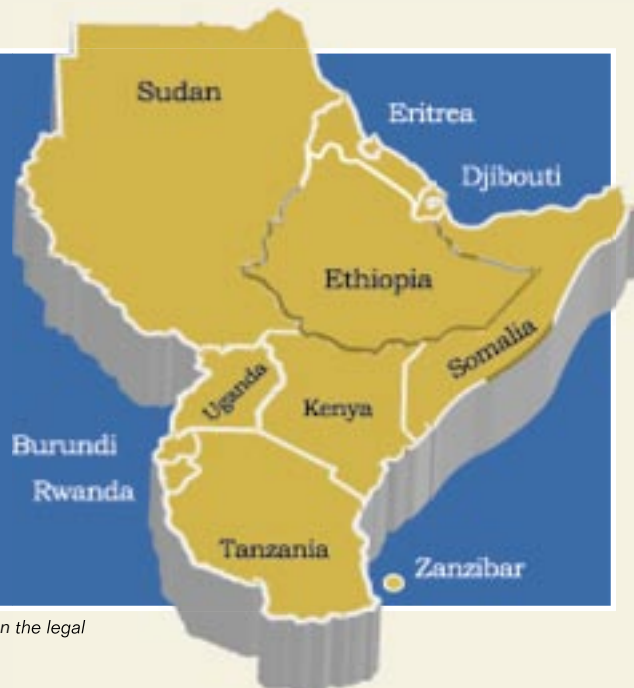 Sudan
Eritrea
Djibouti
Ethiopia
Somalia
Uganda
Kenya
Burundi
Rwanda
Tanzania
Zanzibar
n the legal